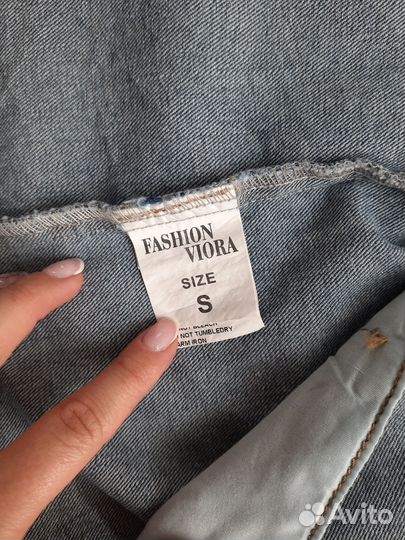 FASHION
VIORA
SIZE
S
NOT BLEACH
NOT TUMBLEDRY
ARM IRON
Avito